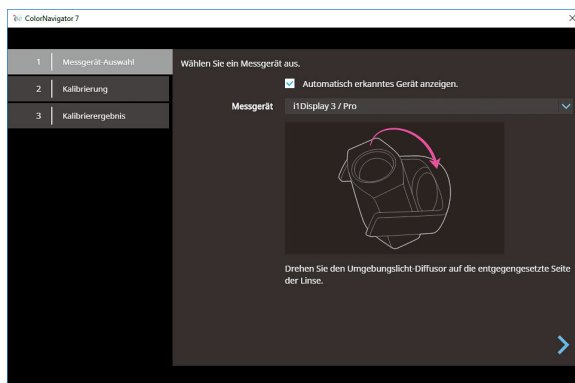 ColorNavigator 7
1 Messgerät-Auswahl
2 Kalibrierung
3 Kalibrierergebnis
Wählen Sie ein Messgerät aus.
Automatisch erkanntes Gerät anzeigen.
Messgerät i1Display 3 / Pro
Drehen Sie den Umgebungslicht-Diffusor auf die entgegengesetzte Seite
der Linse.